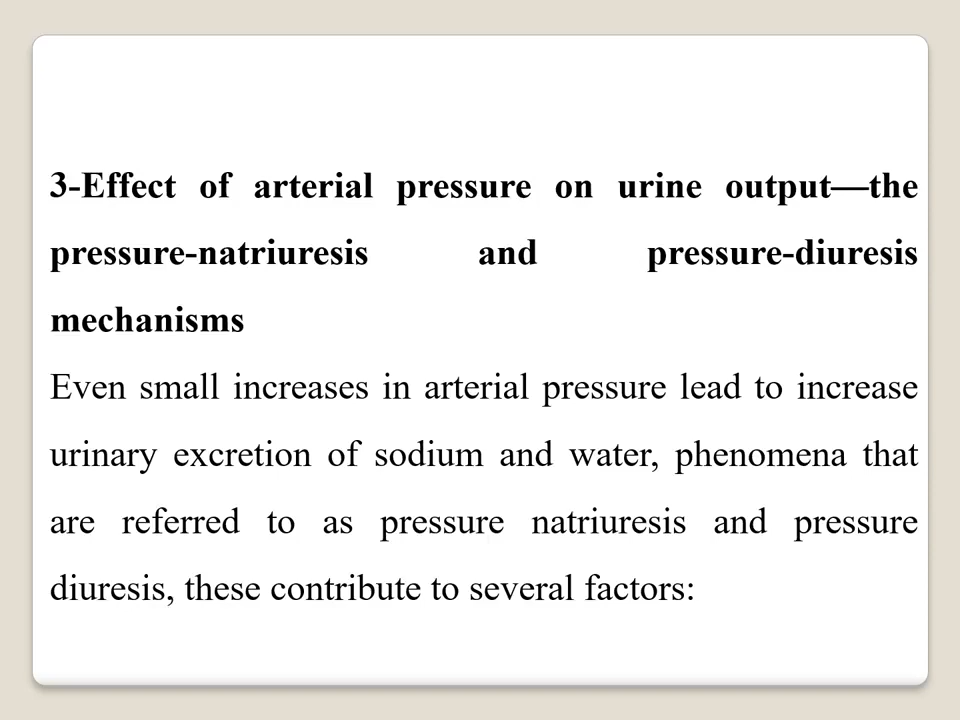 3-Effect of arterial pressure on urine output—the
pressure-natriuresis and pressure-diuresis
mechanisms
Even small increases in arterial pressure lead to increase
urinary excretion of sodium and water, phenomena that
are referred to as pressure natriuresis and pressure
diuresis, these contribute to several factors: